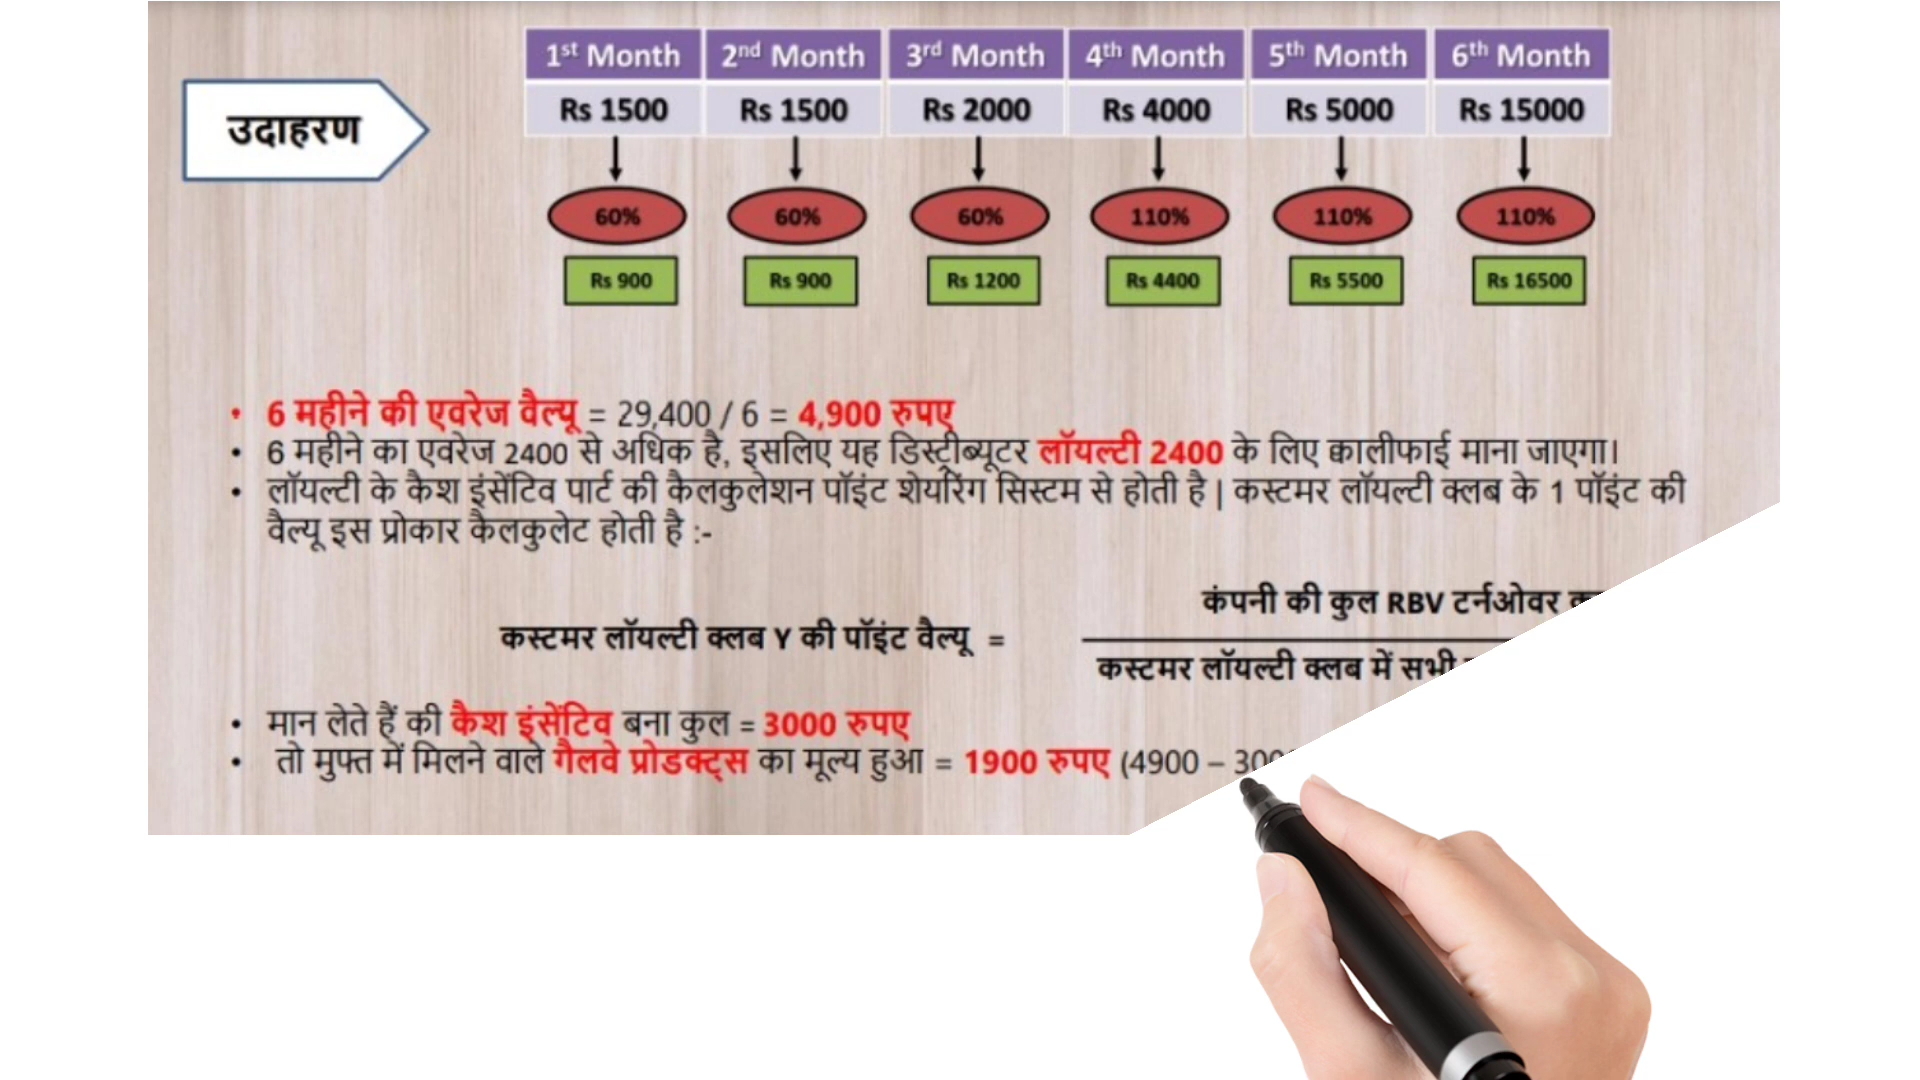 1st Month 2nd Month 3rd Month 4th Month 5th Month 6th Month
उदाहरण
Rs 1500 Rs 1500 Rs 2000 Rs 4000 Rs 5000 Rs 15000
60% 60% 60% 110% 110% 110%
Rs 900 Rs 900 Rs 1200 Rs 4400 Rs 5500 Rs 16500
• 6 महीने की एवरेज वैल्यू = 29,400 / 6 = 4,900 रुपए
• 6 महीने का एवरेज 2400 से अधिक है, इसलिए यह डिस्ट्रीब्यूटर लॉयल्टी 2400 के लिए क्वालीफाई माना जाएगा।
• लॉयल्टी के कैश इंसेंटिव पार्ट की कैलकुलेशन पॉइंट शेयरिंग सिस्टम से होती है | कस्टमर लॉयल्टी क्लब के 1 पॉइंट की
वैल्यू इस प्रोकार कैलकुलेट होती है :-
कंपनी की कुल RBV टर्नओवर
कस्टमर लॉयल्टी क्लब Y की पॉइंट वैल्यू =
कस्टमर लॉयल्टी क्लब में सभी
• मान लेते हैं की कैश इंसेंटिव बना कुल = 3000 रुपए
• तो मुफ्त में मिलने वाले गैलवे प्रोडक्ट्स का मूल्य हुआ = 1900 रुपए (4900 – 300